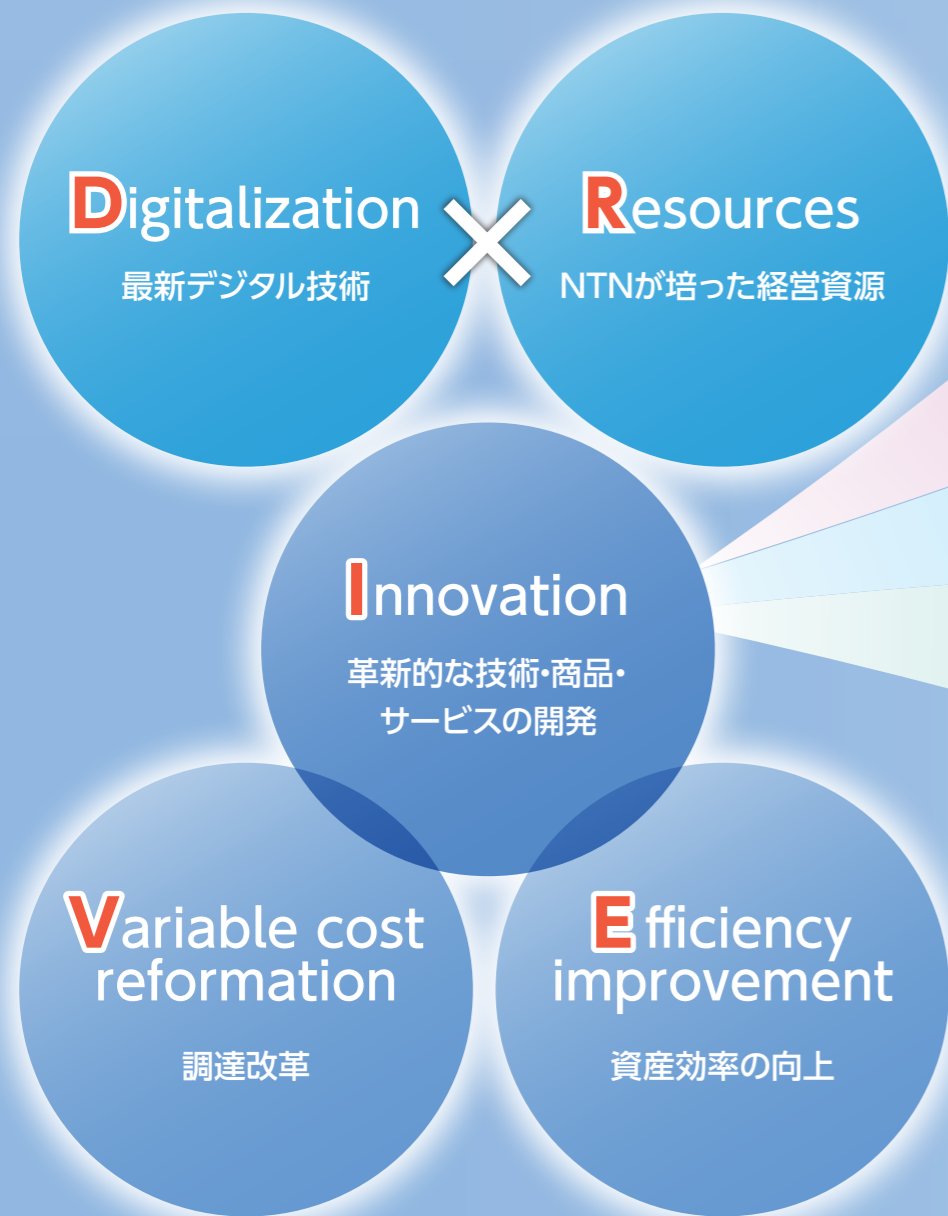 Digitalization
最新デジタル技術
×
Resources
NTNが培った経営資源
Innovation
革新的な技術・商品・
サービスの開発
Variable cost
reformation
調達改革
Efficiency
improvement
資産効率の向上